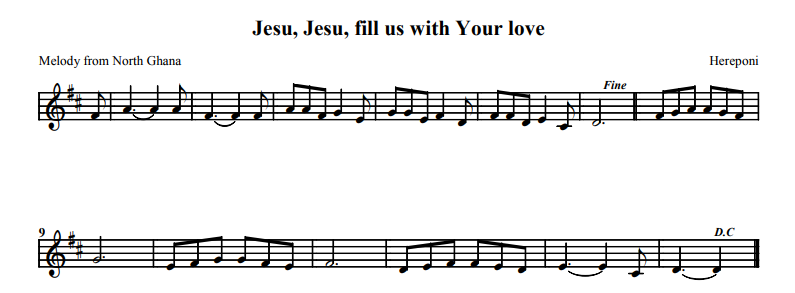 Jesu, Jesu, fill us with Your love
Melody from North Ghana
Hereponi
Fine
9
D.C